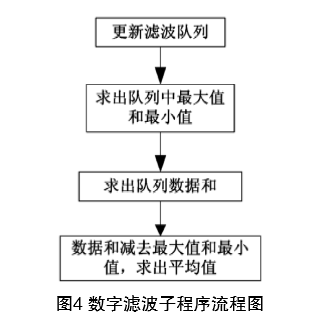 更新滤波队列
求出队列中最大值
和最小值
求出队列数据和
数据和减去最大值和最小
值，求出平均值
图4 数字滤波子程序流程图